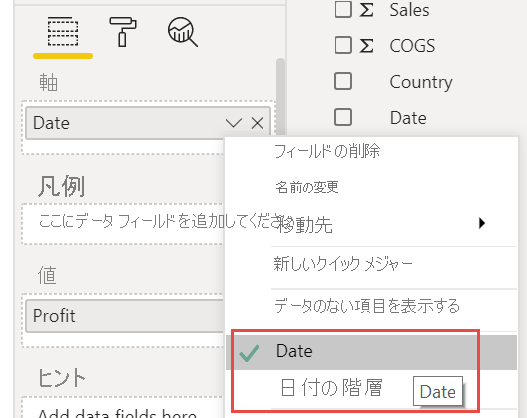 Sales
COGS
Country
Date
軸
Date
凡例
ここにデータ フィールドを追加してください
値
Profit
ヒント
Add data fields here
フィールドの削除
名前の変更
移動先
新しいクイック メジャー
データのない項目を表示する
Date
日付の階層
Date